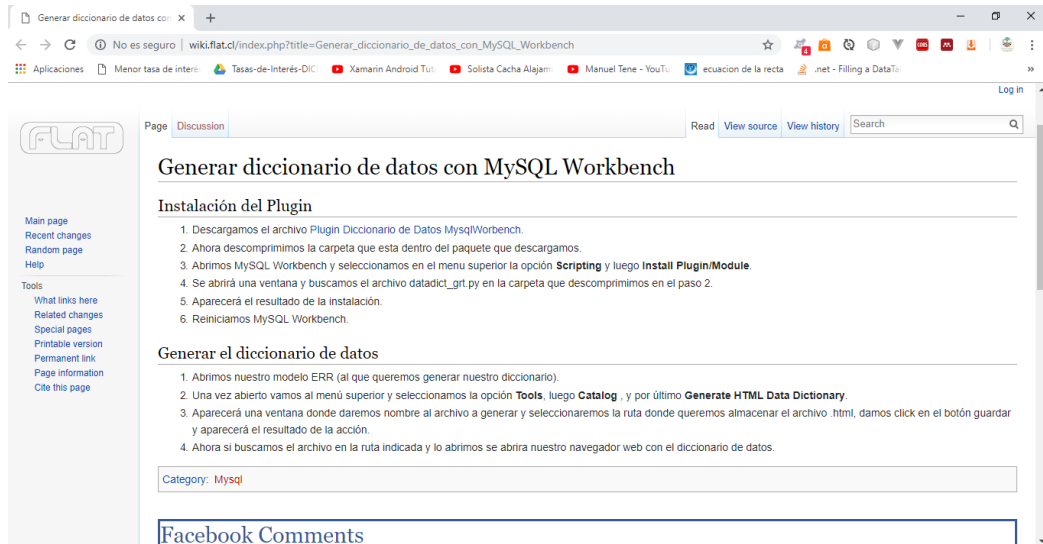 Generar diccionario de datos con
No es seguro | wiki.flat.cl/index.php?title=Generar_diccionario_de_datos_con_MySQL_Workbench
4
Aplicaciones Menor tasa de interés Tasas-de-Interés-DIC Xamarin Android Tut Solista Cacha Alajam Manuel Tene - YouTu ecuacion de la recta .net - Filling a DataTa »
Log in
FLAT
Page Discussion Read View source View history Search
Generar diccionario de datos con MySQL Workbench
Instalación del Plugin
1. Descargamos el archivo Plugin Diccionario de Datos MysqlWorbench.
2. Ahora descomprimimos la carpeta que esta dentro del paquete que descargamos.
3. Abrimos MySQL Workbench y seleccionamos en el menu superior la opción Scripting y luego Install Plugin/Module.
4. Se abrirá una ventana y buscamos el archivo datadict_grt.py en la carpeta que descomprimimos en el paso 2.
5. Aparecerá el resultado de la instalación.
6. Reiniciamos MySQL Workbench.
Generar el diccionario de datos
1. Abrimos nuestro modelo ERR (al que queremos generar nuestro diccionario).
2. Una vez abierto vamos al menú superior y seleccionamos la opción Tools, luego Catalog , y por último Generate HTML Data Dictionary.
3. Aparecerá una ventana donde daremos nombre al archivo a generar y seleccionaremos la ruta donde queremos almacenar el archivo .html, damos click en el botón guardar
y aparecerá el resultado de la acción.
4. Ahora si buscamos el archivo en la ruta indicada y lo abrimos se abrira nuestro navegador web con el diccionario de datos.
Category: Mysql
Facebook Comments
Main page
Recent changes
Random page
Help
Tools
What links here
Related changes
Special pages
Printable version
Permanent link
Page information
Cite this page